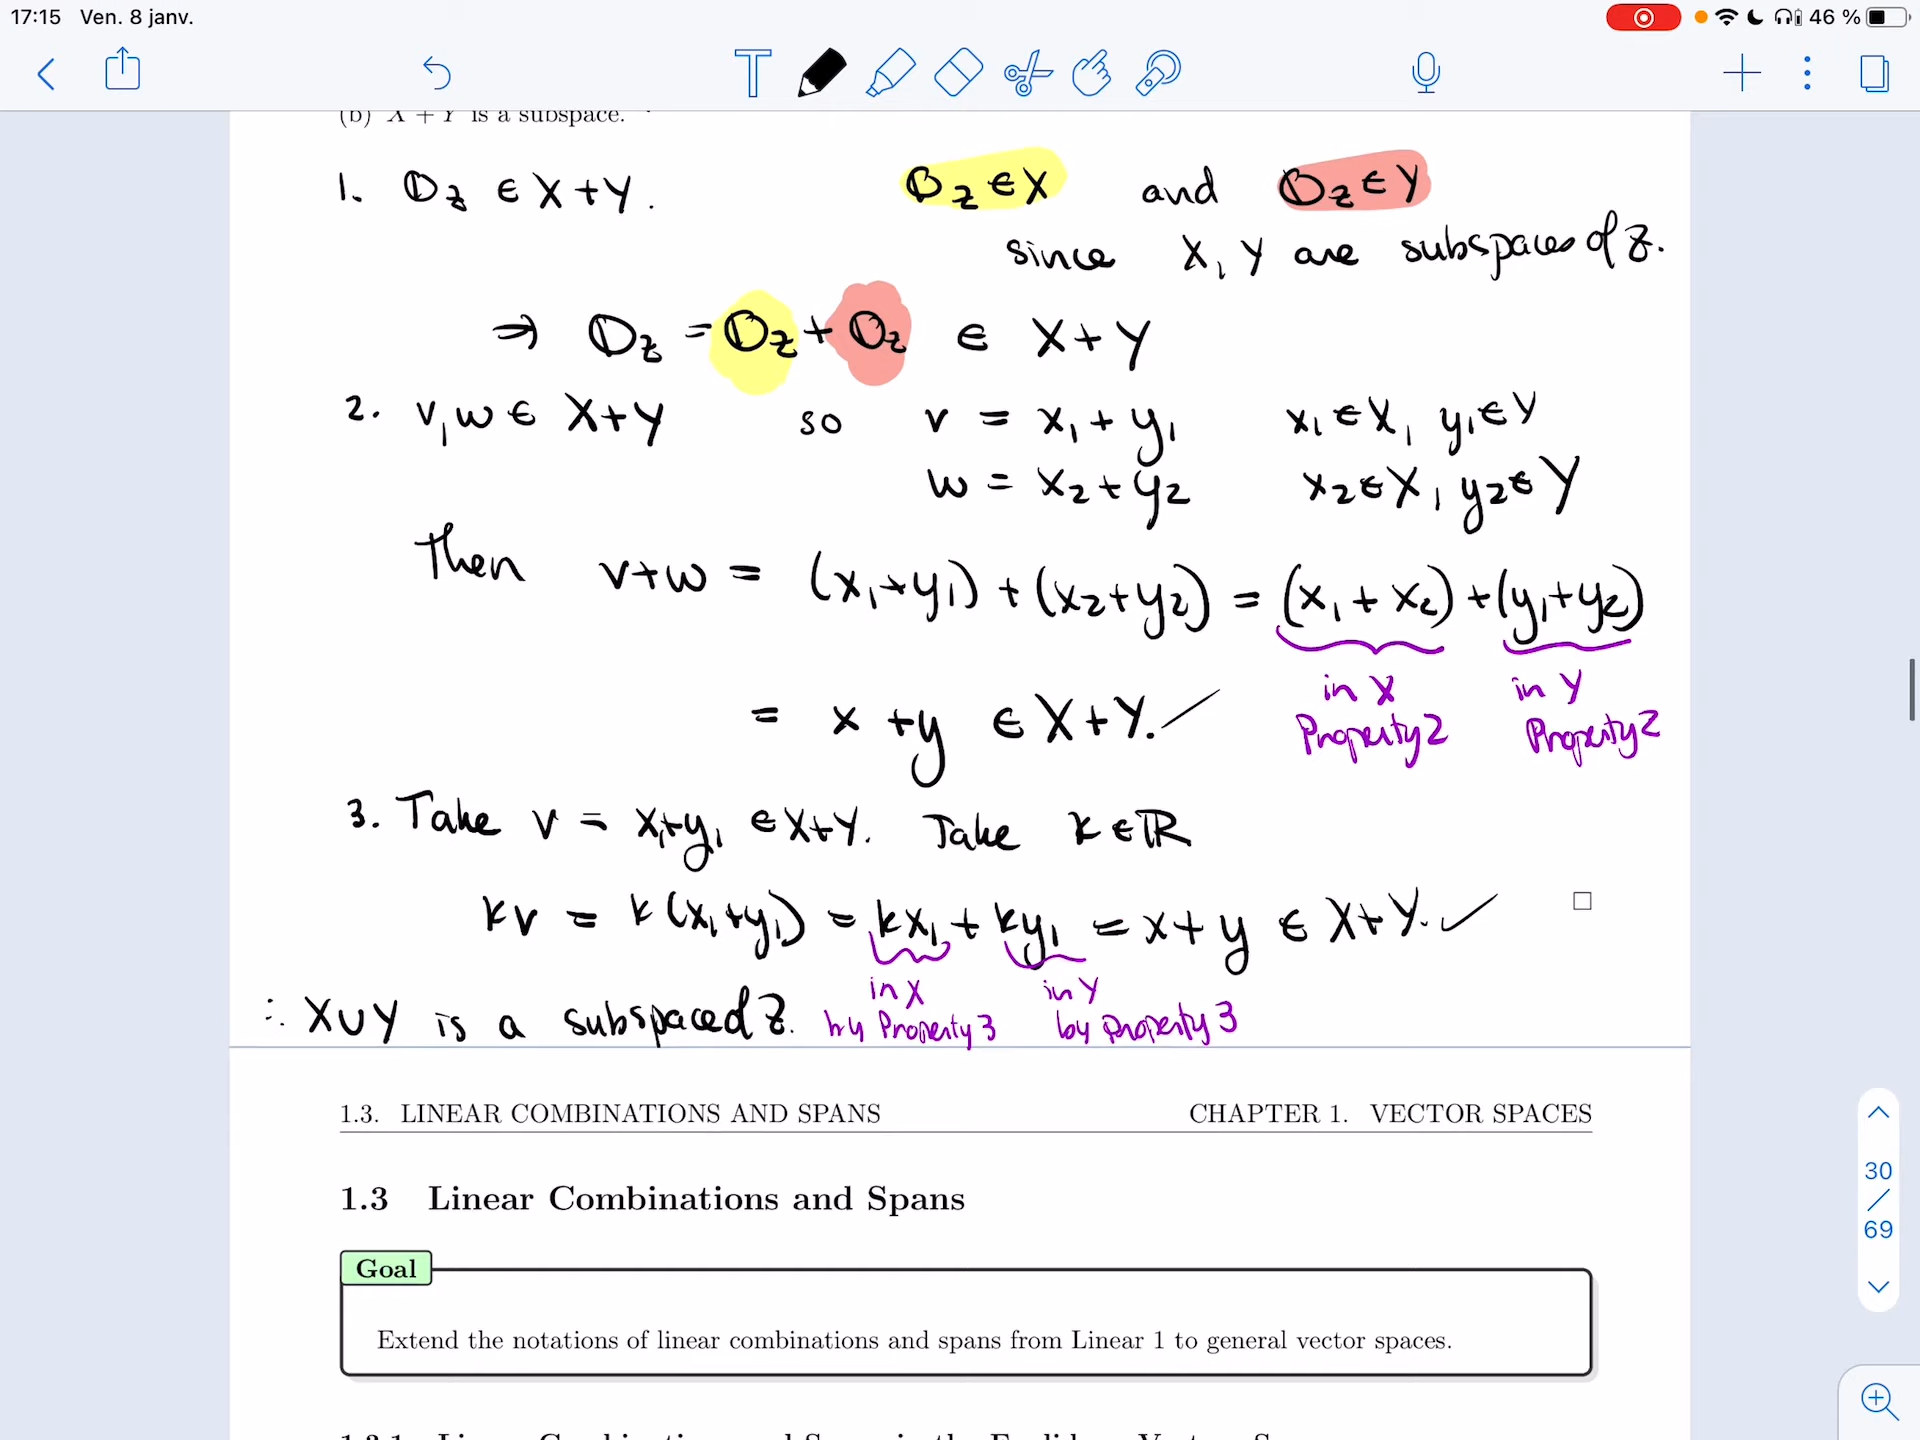 17:15 Ven. 8 janv.
46 %
(b) X + Y is a subspace.
1. 𝟘z ∈ X+Y. 𝟘z ∈ X and 𝟘z ∈ Y
since X, Y are subspaces of Z.
⇒ 𝟘z = 𝟘z + 𝟘z ∈ X+Y
2. v, w ∈ X+Y so v = x₁ + y₁ x₁ ∈ X, y₁ ∈ Y
w = x₂ + y₂ x₂ ∈ X, y₂ ∈ Y
Then v+w = (x₁+y₁) + (x₂+y₂) = (x₁ + x₂) + (y₁+y₂)
in X in Y
Property 2 Property 2
= x + y ∈ X+Y. ✓
3. Take v = x₁+y₁ ∈ X+Y. Take k ∈ ℝ
kv = k(x₁+y₁) = kx₁ + ky₁ = x + y ∈ X+Y. ✓ □
in X in Y
by Property 3 by Property 3
∴ X∪Y is a subspace of Z.
1.3. LINEAR COMBINATIONS AND SPANS CHAPTER 1. VECTOR SPACES
1.3 Linear Combinations and Spans
Goal
Extend the notations of linear combinations and spans from Linear 1 to general vector spaces.
30
/
69